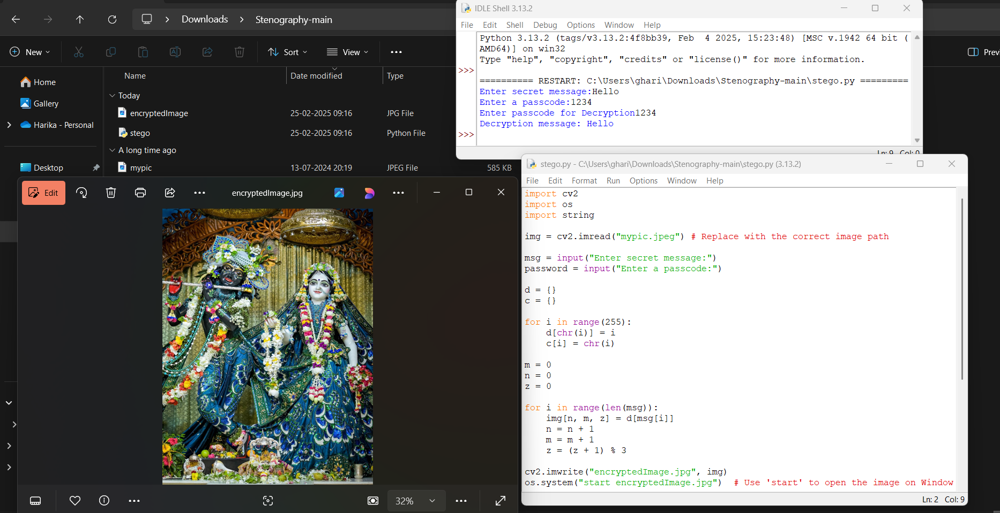 Downloads > Stenography-main
New
Sort
View
Previ
Name
Date modified
Type
Home
Gallery
Harika - Personal
Desktop
Today
encryptedImage 25-02-2025 09:16 JPG File
stego 25-02-2025 09:16 Python File
A long time ago
mypic 13-07-2024 20:19 JPEG File 585 KB
Edit
encryptedImage.jpg
32%
IDLE Shell 3.13.2
File Edit Shell Debug Options Window Help
Python 3.13.2 (tags/v3.13.2:4f8bb39, Feb  4 2025, 15:23:48) [MSC v.1942 64 bit (
AMD64)] on win32
Type "help", "copyright", "credits" or "license()" for more information.
>>>
========== RESTART: C:\Users\ghari\Downloads\Stenography-main\stego.py =========
Enter secret message:Hello
Enter a passcode:1234
Enter passcode for Decryption1234
Decryption message: Hello
>>>
Ln: 9 Col: 0
stego.py - C:\Users\ghari\Downloads\Stenography-main\stego.py (3.13.2)
File Edit Format Run Options Window Help
import cv2
import os
import string
img = cv2.imread("mypic.jpeg") # Replace with the correct image path
msg = input("Enter secret message:")
password = input("Enter a passcode:")
d = {}
c = {}
for i in range(255):
    d[chr(i)] = i
    c[i] = chr(i)
m = 0
n = 0
z = 0
for i in range(len(msg)):
    img[n, m, z] = d[msg[i]]
    n = n + 1
    m = m + 1
    z = (z + 1) % 3
cv2.imwrite("encryptedImage.jpg", img)
os.system("start encryptedImage.jpg")  # Use 'start' to open the image on Window
Ln: 2 Col: 9